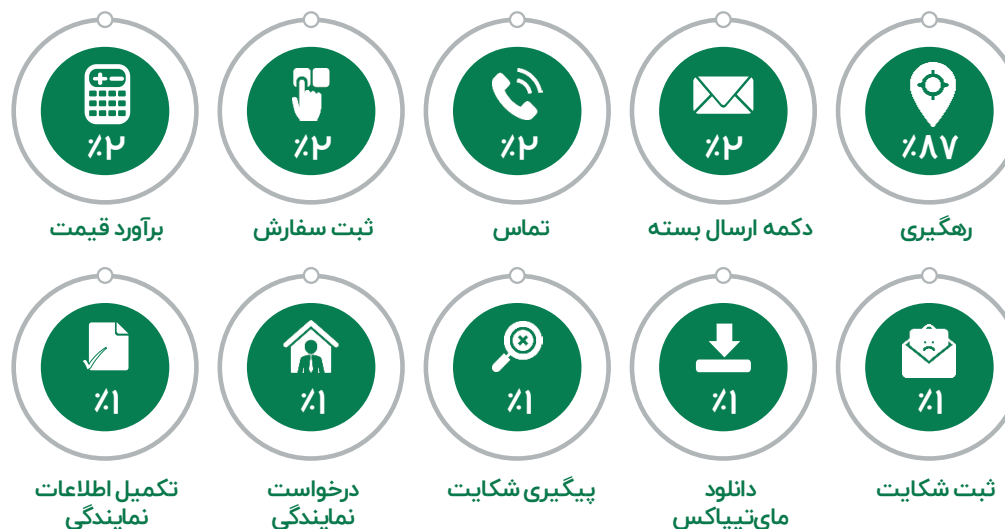 ٪۸۷
رهگیری
٪۲
دکمه ارسال بسته
٪۲
تماس
٪۲
ثبت سفارش
٪۲
برآورد قیمت
٪۱
ثبت شکایت
٪۱
دانلود
مای‌تیپاکس
٪۱
پیگیری شکایت
٪۱
درخواست
نمایندگی
٪۱
تکمیل اطلاعات
نمایندگی